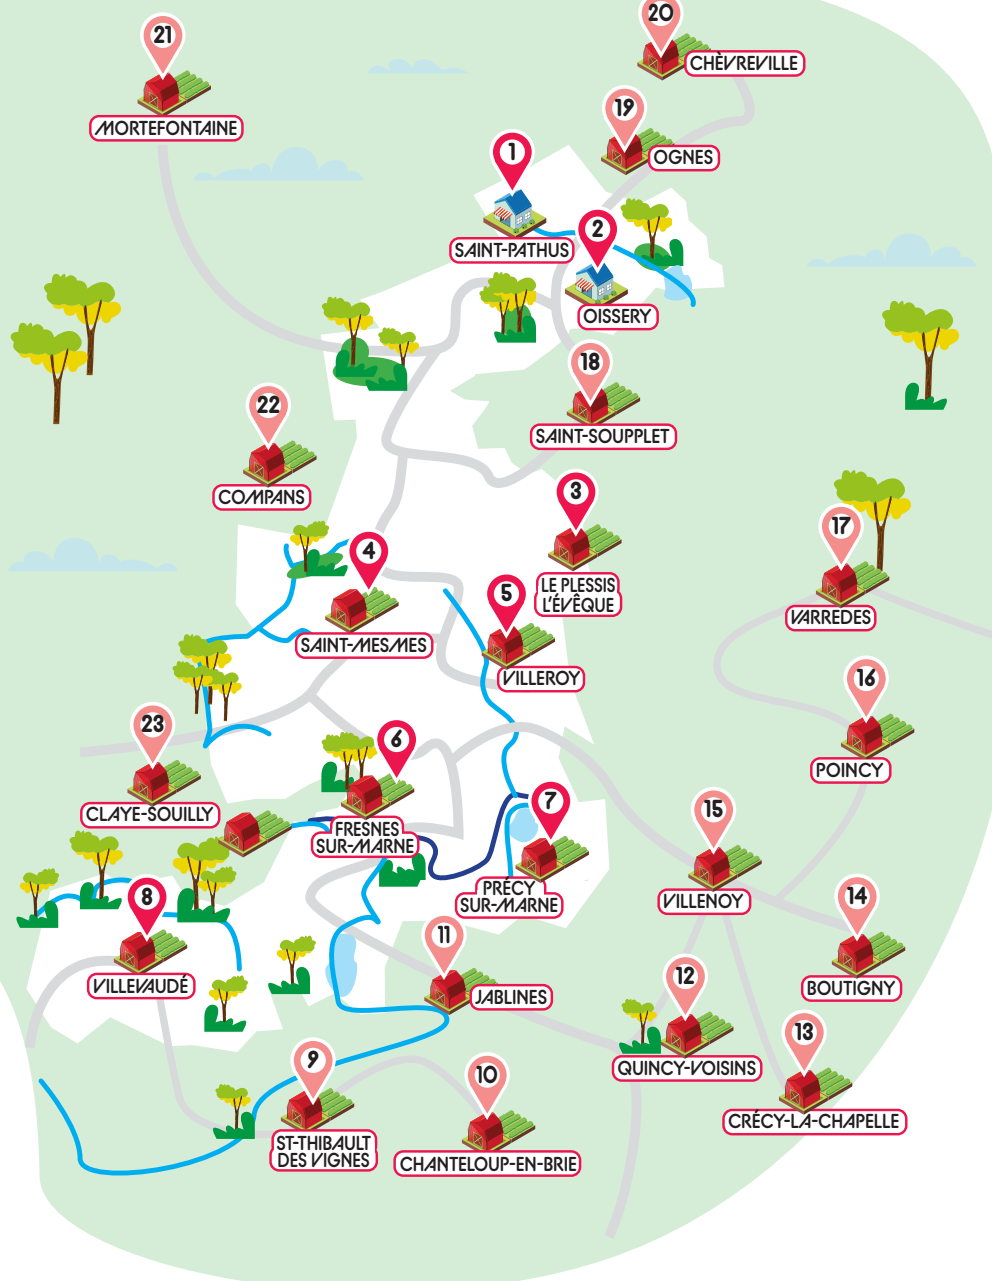 20
21
CHÈVREVILLE
19
MORTEFONTAINE
OGNES
1
2
SAINT-PATHUS
OISSERY
18
22
SAINT-SOUPPLET
COMPANS
3
17
4
LE PLESSIS
L'ÉVÊQUE
5
VARREDES
SAINT-MESMES
VILLEROY
16
23
6
POINCY
7
15
CLAYE-SOUILLY
FRESNES
SUR-MARNE
PRÉCY
SUR-MARNE
8
VILLENOY
14
11
VILLEVAUDÉ
JABLINES
12
BOUTIGNY
13
9
QUINCY-VOISINS
10
CRÉCY-LA-CHAPELLE
ST-THIBAULT
DES VIGNES
CHANTELOUP-EN-BRIE